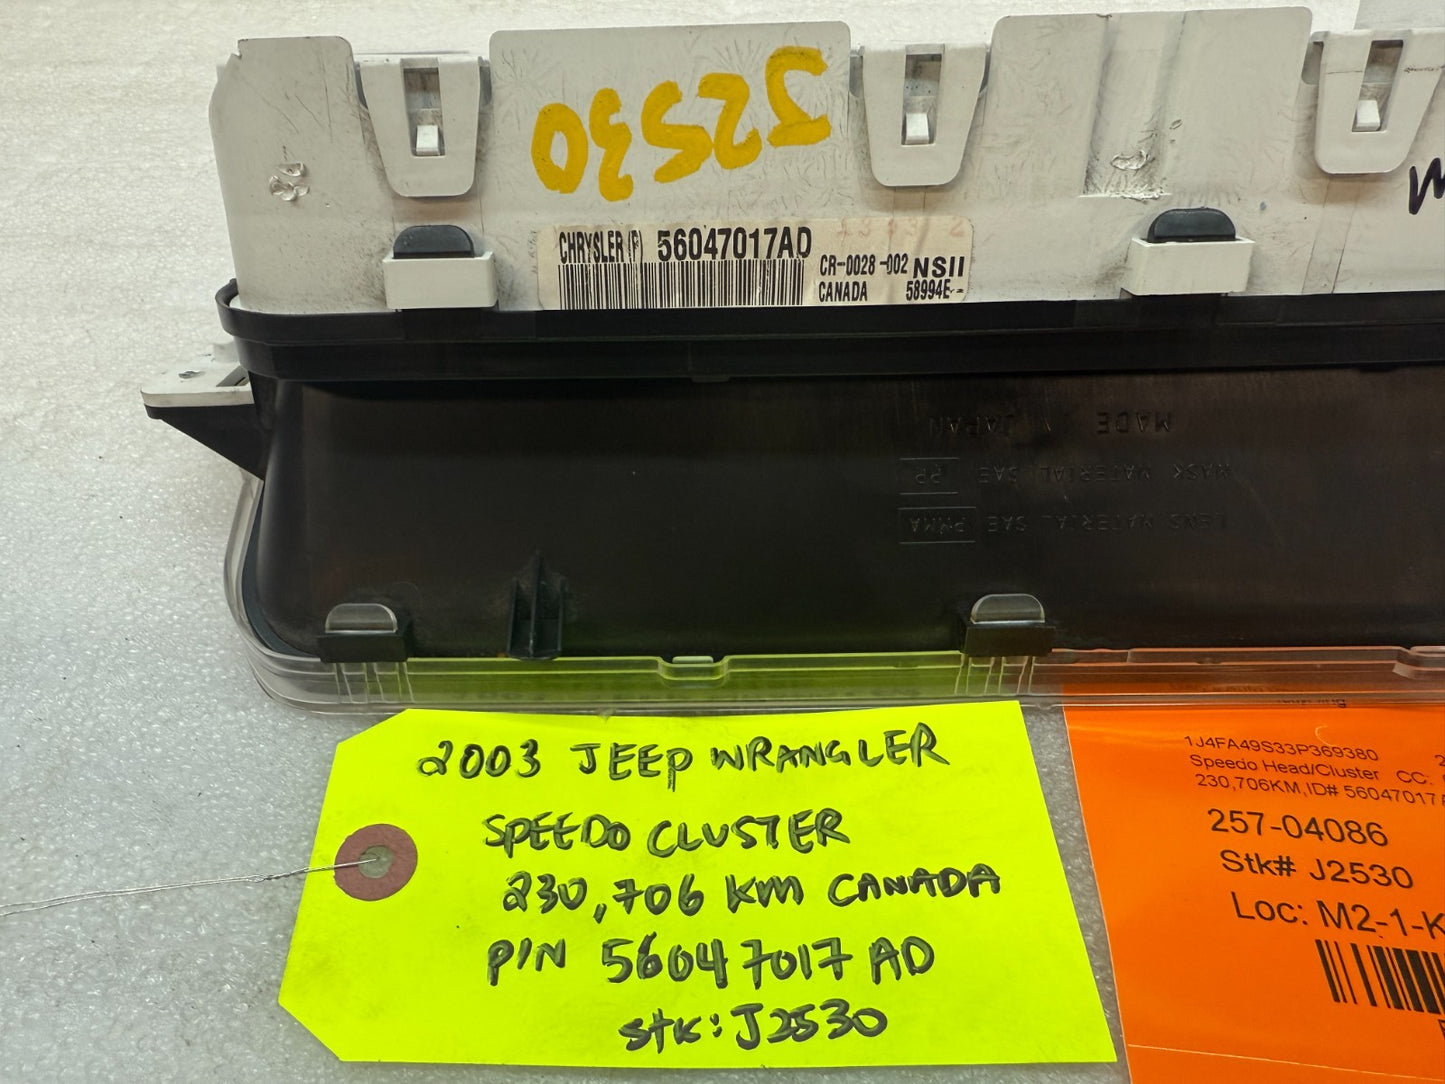 J2530
CHRYSLER (P) 56047017AD
CR-0028-002 NSII
CANADA 58994E
MADE IN JAPAN
MASK MATERIAL SAE PP
LENS MATERIAL SAE PMMA
2003 JEEP WRANGLER
SPEEDO CLUSTER
230,706 KM CANADA
P/N 56047017AD
stk: J2530
1J4FA49S33P369380
Speedo Head/Cluster CC:
230,706KM,ID# 56047017
257-04086
Stk# J2530
Loc: M2-1-K